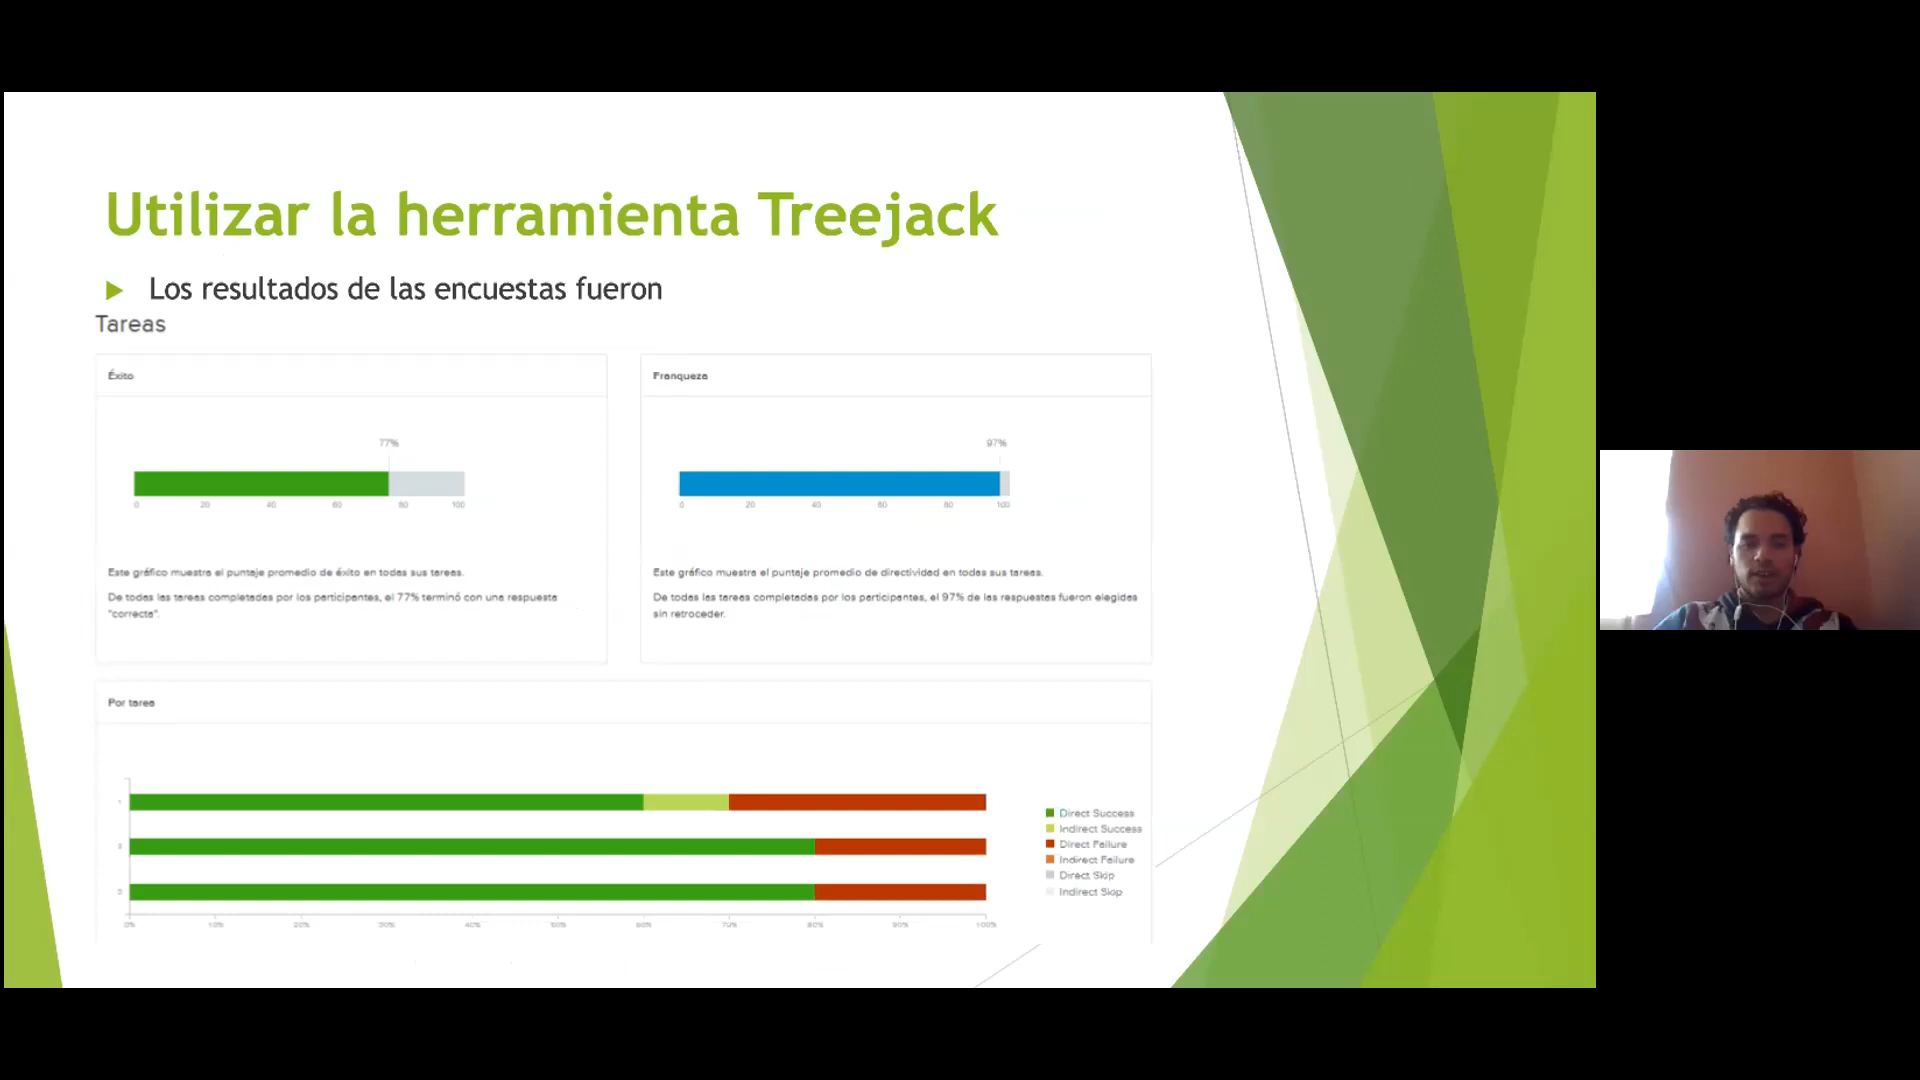 Utilizar la herramienta Treejack
Los resultados de las encuestas fueron
Tareas
Éxito
77%
0 20 40 60 80 100
Este gráfico muestra el puntaje promedio de éxito en todas sus tareas.
De todas las tareas completadas por los participantes, el 77% terminó con una respuesta
"correcta".
Franqueza
97%
0 20 40 60 80 100
Este gráfico muestra el puntaje promedio de directividad en todas sus tareas.
De todas las tareas completadas por los participantes, el 97% de las respuestas fueron elegidas
sin retroceder.
Por tarea
1
0% 10% 20% 30% 40% 50% 60% 70% 80% 90% 100%
Direct Success
Indirect Success
Direct Failure
Indirect Failure
Direct Skip
Indirect Skip